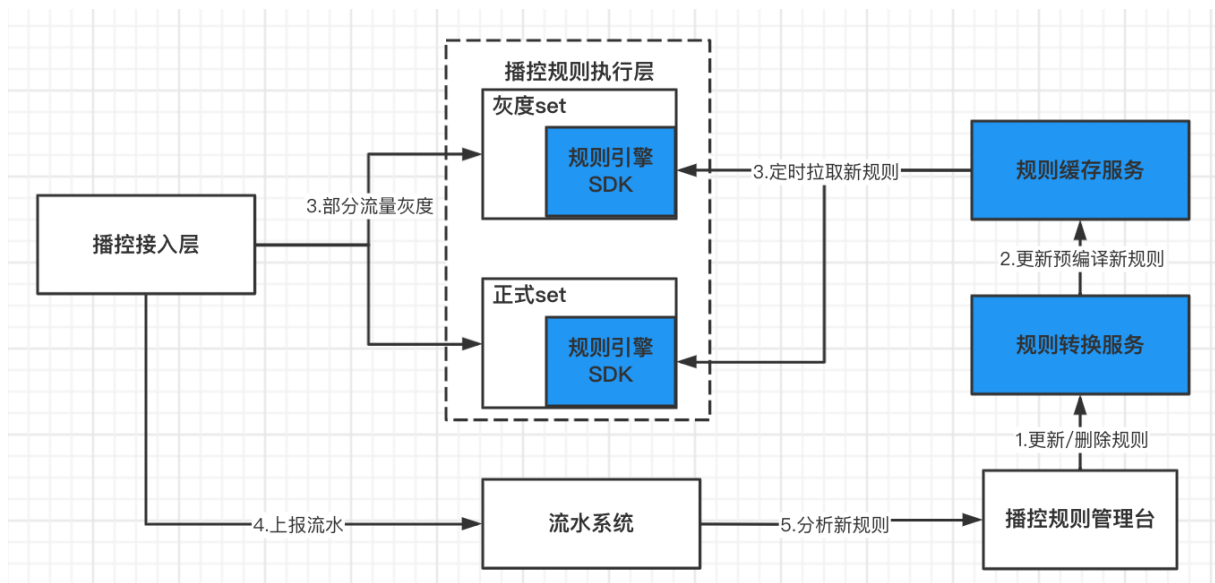 播控规则执行层
灰度set
规则引擎
SDK
3.定时拉取新规则
规则缓存服务
3.部分流量灰度
播控接入层
2.更新预编译新规则
正式set
规则引擎
SDK
规则转换服务
1.更新/删除规则
4.上报流水
流水系统
5.分析新规则
播控规则管理台